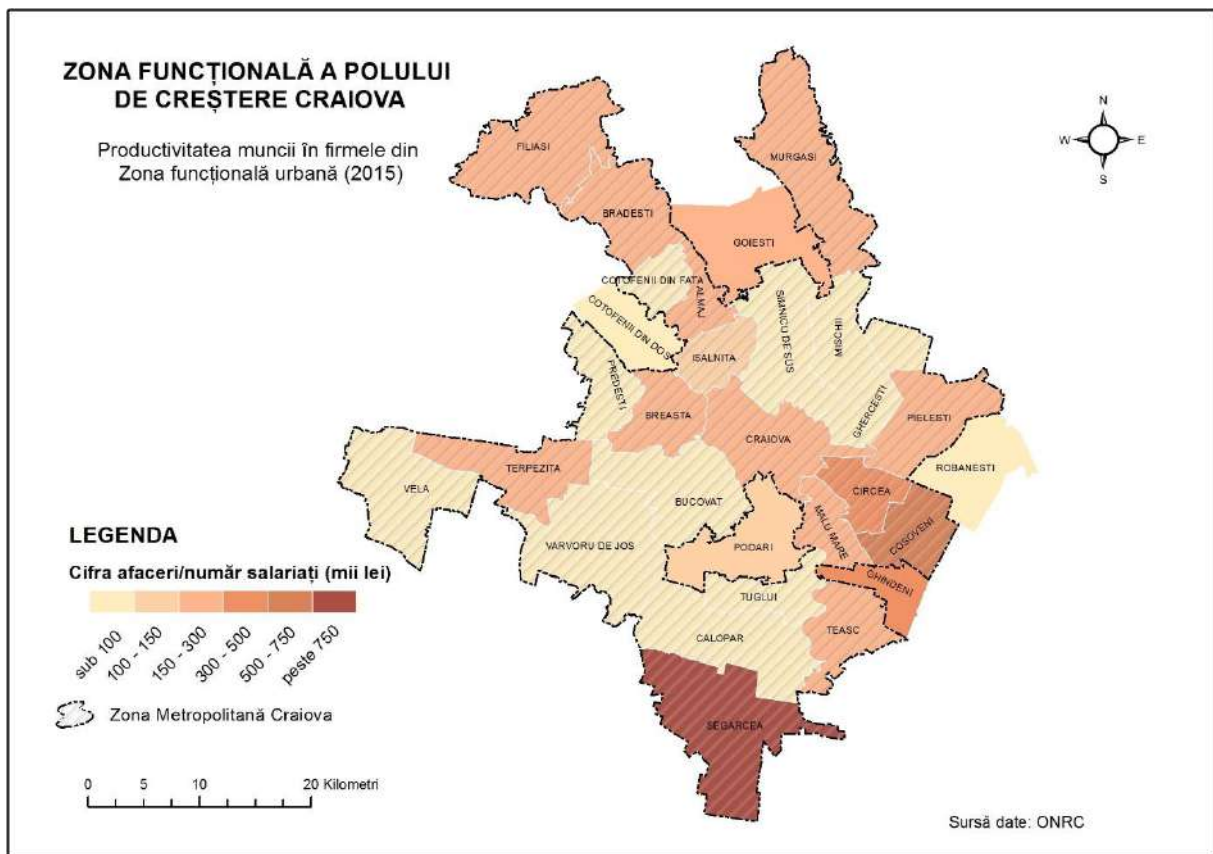 ZONA FUNCȚIONALĂ A POLULUI
DE CREȘTERE CRAIOVA
Productivitatea muncii în firmele din
Zona funcțională urbană (2015)
N
W
E
S
FILIASI
MURGASI
BRADESTI
GOIESTI
COTOFENII DIN FATA
ALMAJ
COTOFENII DIN DOS
SIMNICU DE SUS
MISCHII
ISALNITA
PREDESTI
GHERCESTI
BREASTA
PIELESTI
CRAIOVA
TERPEZITA
ROBANESTI
VELA
CIRCEA
BUCOVAT
MALU MARE
COSOVENI
VARVORU DE JOS
PODARI
GHINDENI
TUGLUI
TEASC
CALOPAR
SEGARCEA
LEGENDA
Cifra afaceri/număr salariați (mii lei)
sub 100
100 - 150
150 - 300
300 - 500
500 - 750
peste 750
Zona Metropolitană Craiova
0 5 10 20 Kilometri
Sursă date: ONRC